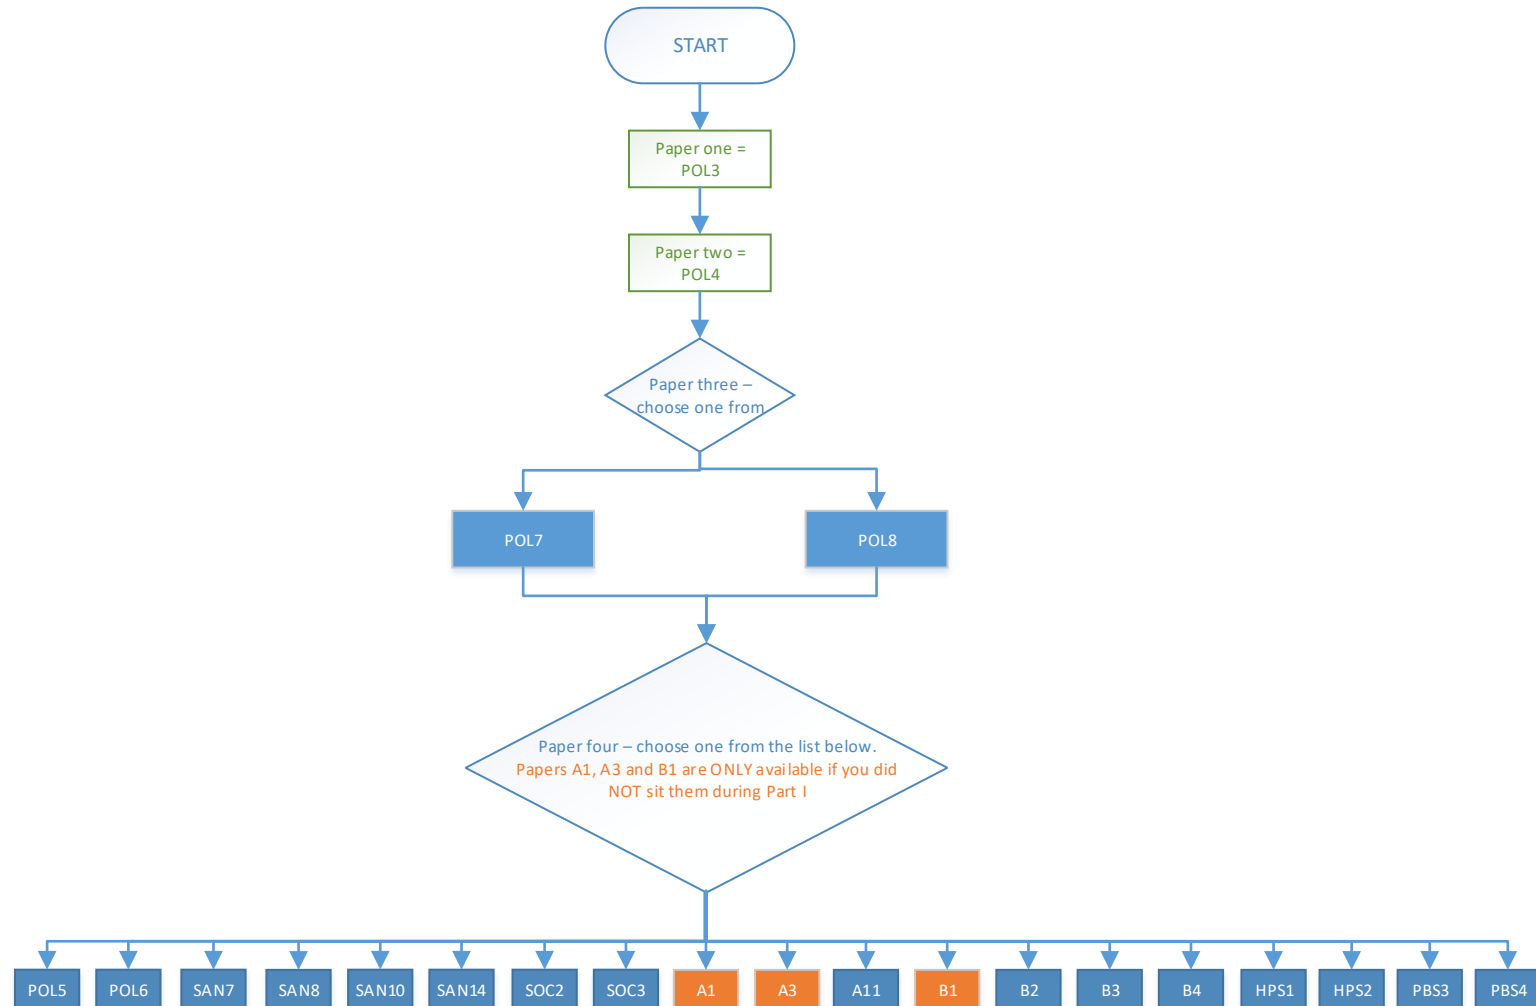 START
Paper one =
POL3
Paper two =
POL4
Paper three –
choose one from
POL7
POL8
Paper four – choose one from the list below.
Papers A1, A3 and B1 are ONLY available if you did
NOT sit them during Part I
POL5
POL6
SAN7
SAN8
SAN10
SAN14
SOC2
SOC3
A1
A3
A11
B1
B2
B3
B4
HPS1
HPS2
PBS3
PBS4